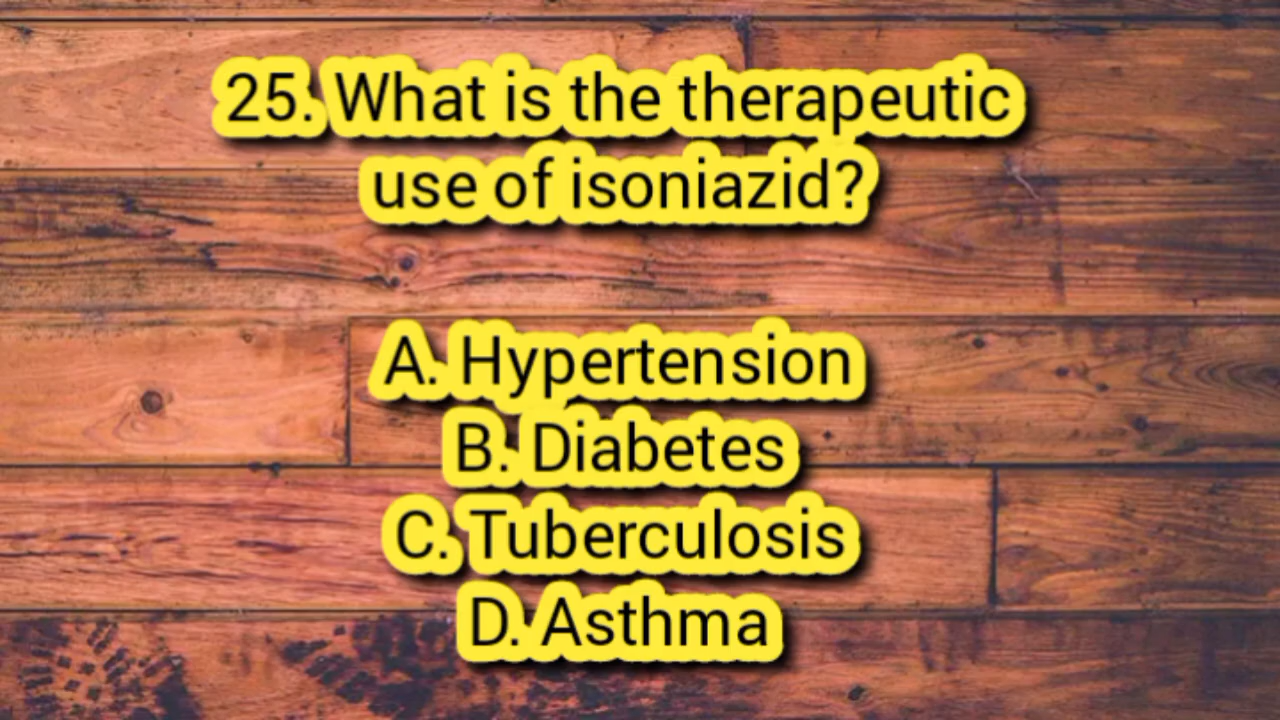 25. What is the therapeutic
use of isoniazid?
A. Hypertension
B. Diabetes
C. Tuberculosis
D. Asthma